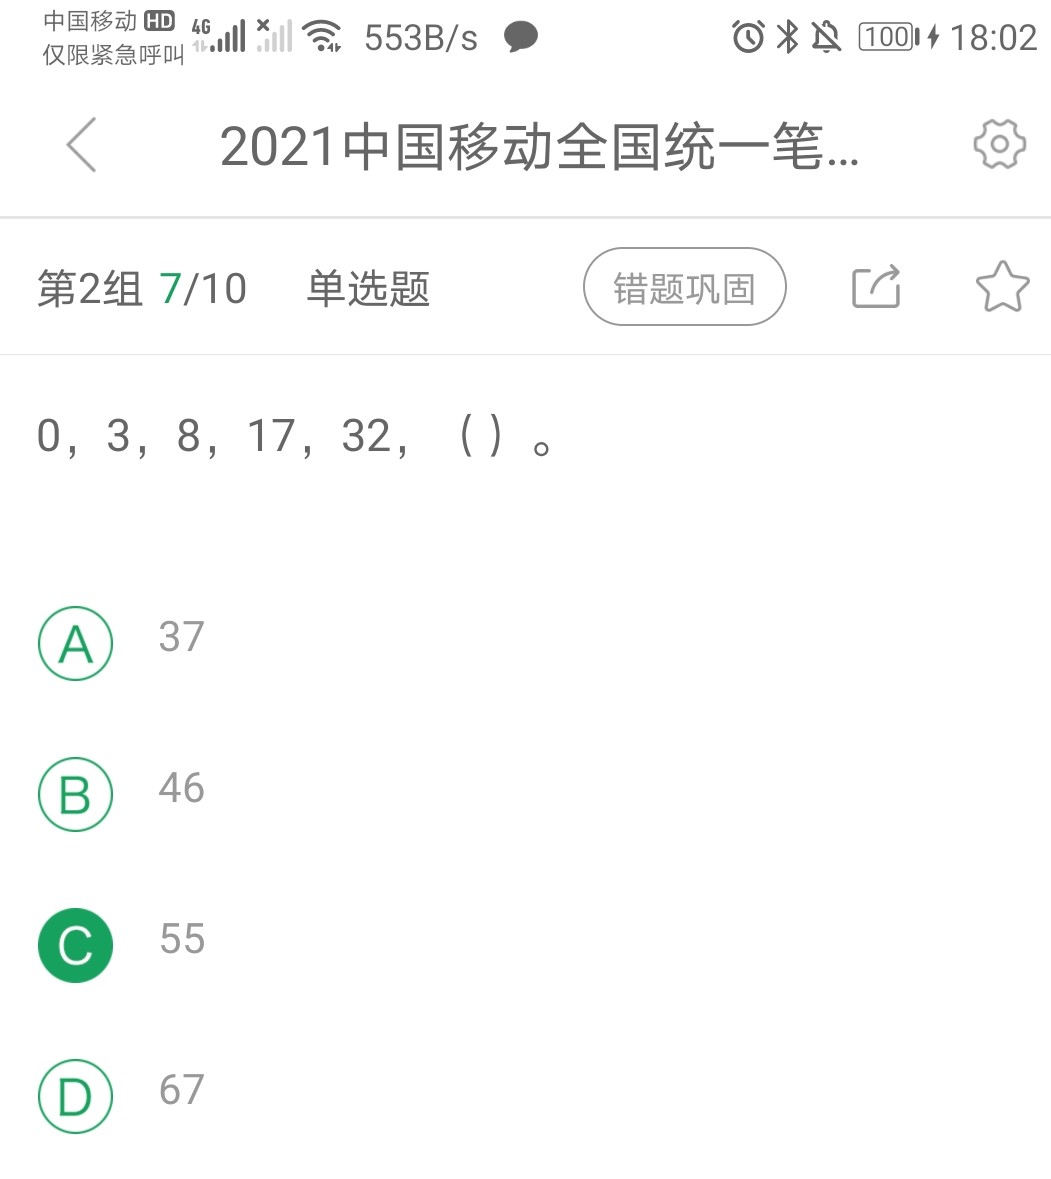 中国移动 HD 4G 553B/s 100 18:02
仅限紧急呼叫
2021中国移动全国统一笔...
第2组 7/10 单选题 错题巩固
0，3，8，17，32，（）。
A 37
B 46
C 55
D 67